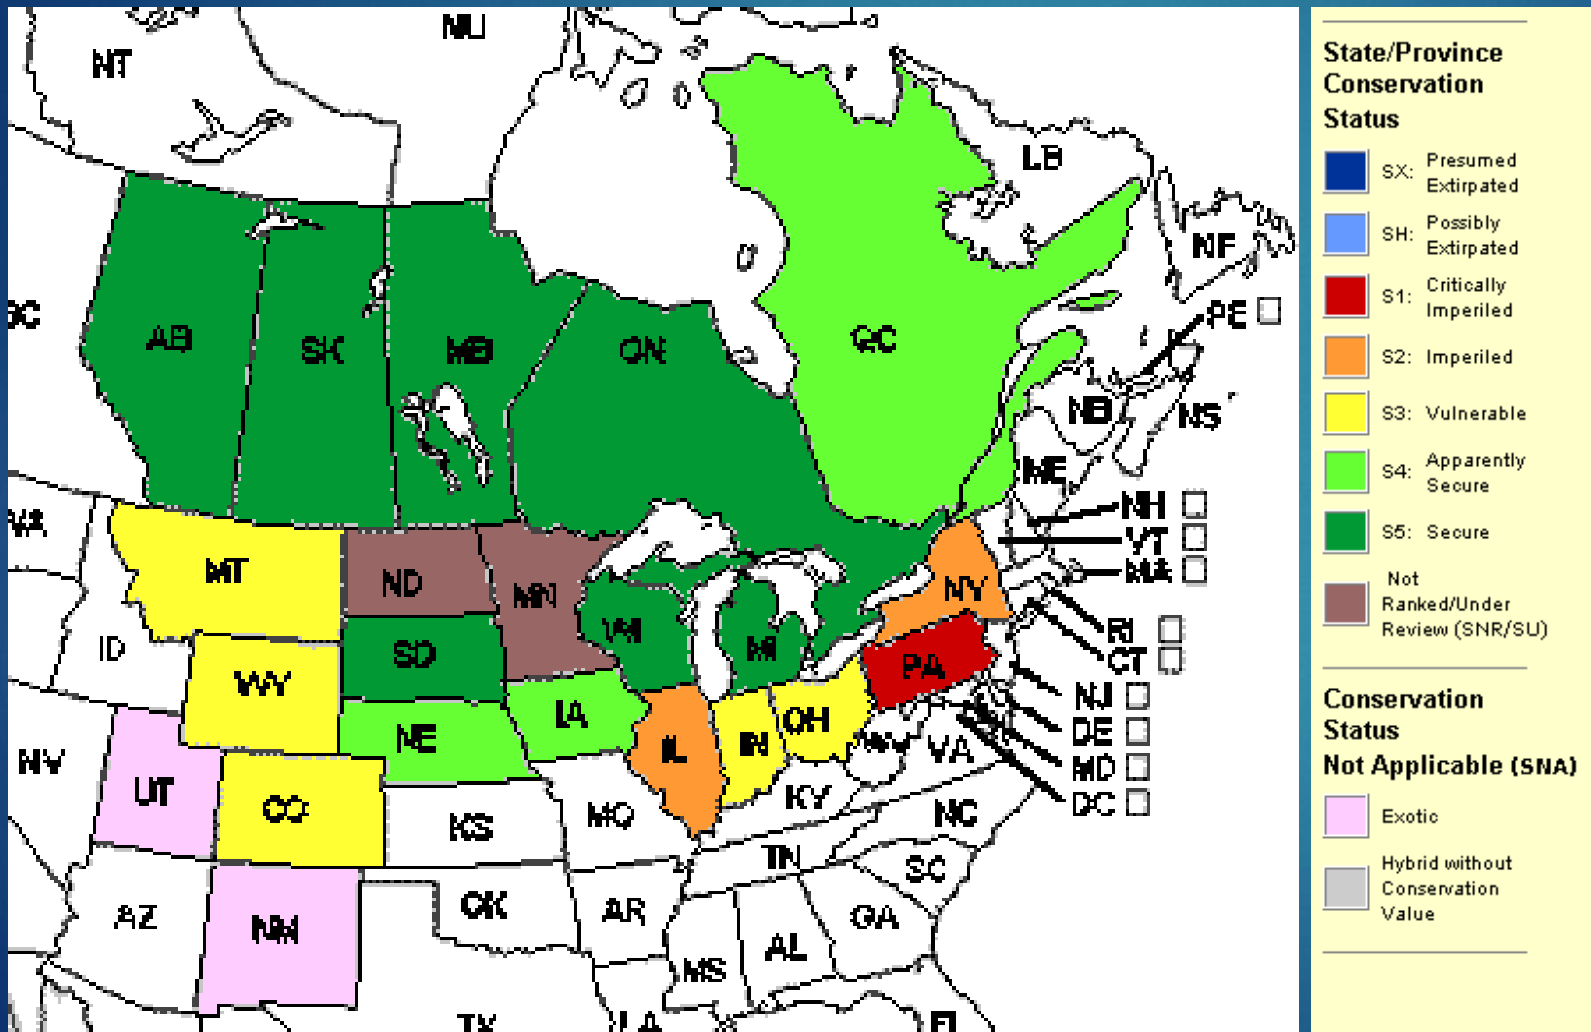 NU
NT
LB
NF
BC
PE
AB
SK
MB
ON
QC
NB
NS
ME
NH
VT
MA
MT
ND
MN
ID
SD
WI
MI
NY
RI
CT
PA
NJ
WY
NE
IA
IL
IN
OH
WV
VA
DE
MD
DC
NV
UT
CO
KS
MO
KY
NC
TN
SC
AZ
NM
OK
AR
MS
AL
GA
TX
LA
FL
State/Province
Conservation
Status
SX: Presumed
Extirpated
SH: Possibly
Extirpated
S1: Critically
Imperiled
S2: Imperiled
S3: Vulnerable
S4: Apparently
Secure
S5: Secure
Not
Ranked/Under
Review (SNR/SU)
Conservation
Status
Not Applicable (SNA)
Exotic
Hybrid without
Conservation
Value